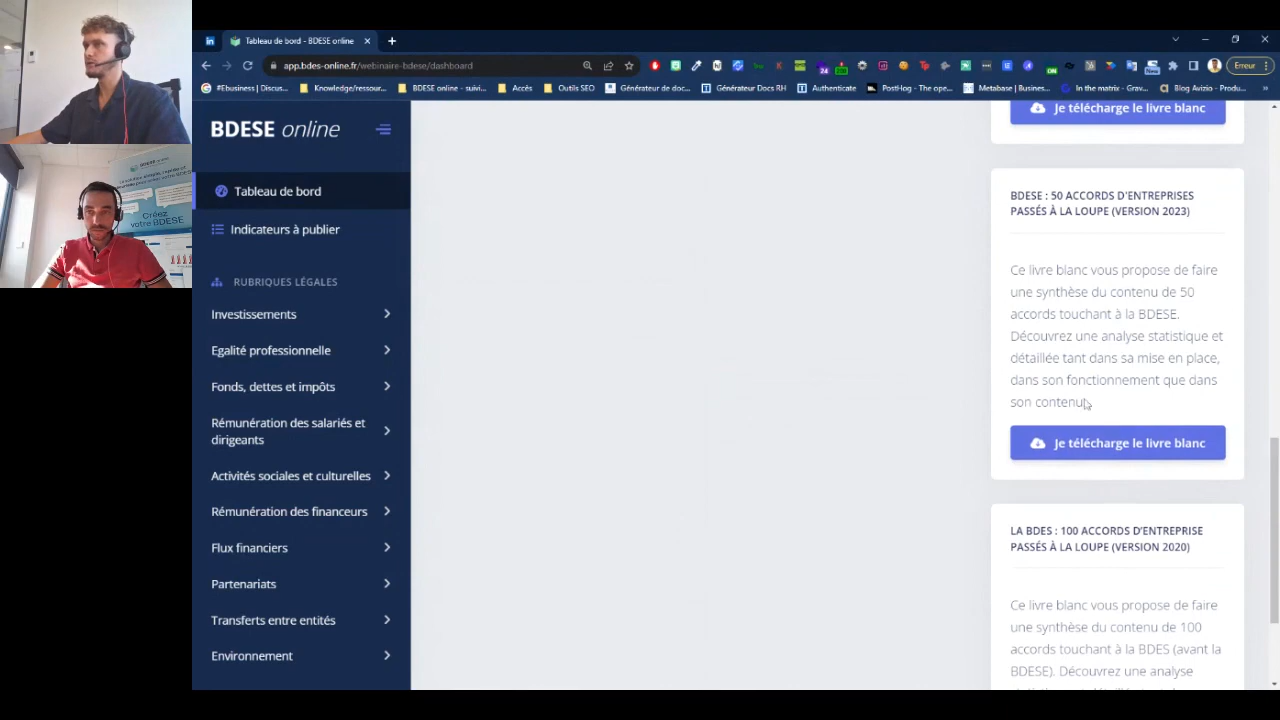 Créez
votre BDESE
Tableau de bord - BDESE online
app.bdes-online.fr/webinaire-bdese/dashboard
Erreur
#Ebusiness | Discus...
Knowledge/ressour...
BDESE online - suivi...
Accès
Outils SEO
Générateur de doc...
Générateur Docs RH
Authenticate
PostHog - The ope...
Metabase | Busines...
In the matrix - Grav...
Blog Avizio - Produ...
BDESE online
Tableau de bord
Indicateurs à publier
RUBRIQUES LÉGALES
Investissements
Egalité professionnelle
Fonds, dettes et impôts
Rémunération des salariés et
dirigeants
Activités sociales et culturelles
Rémunération des financeurs
Flux financiers
Partenariats
Transferts entre entités
Environnement
Je télécharge le livre blanc
BDESE : 50 ACCORDS D'ENTREPRISES
PASSÉS À LA LOUPE (VERSION 2023)
Ce livre blanc vous propose de faire
une synthèse du contenu de 50
accords touchant à la BDESE.
Découvrez une analyse statistique et
détaillée tant dans sa mise en place,
dans son fonctionnement que dans
son contenu.
Je télécharge le livre blanc
LA BDES : 100 ACCORDS D'ENTREPRISE
PASSÉS À LA LOUPE (VERSION 2020)
Ce livre blanc vous propose de faire
une synthèse du contenu de 100
accords touchant à la BDES (avant la
BDESE). Découvrez une analyse